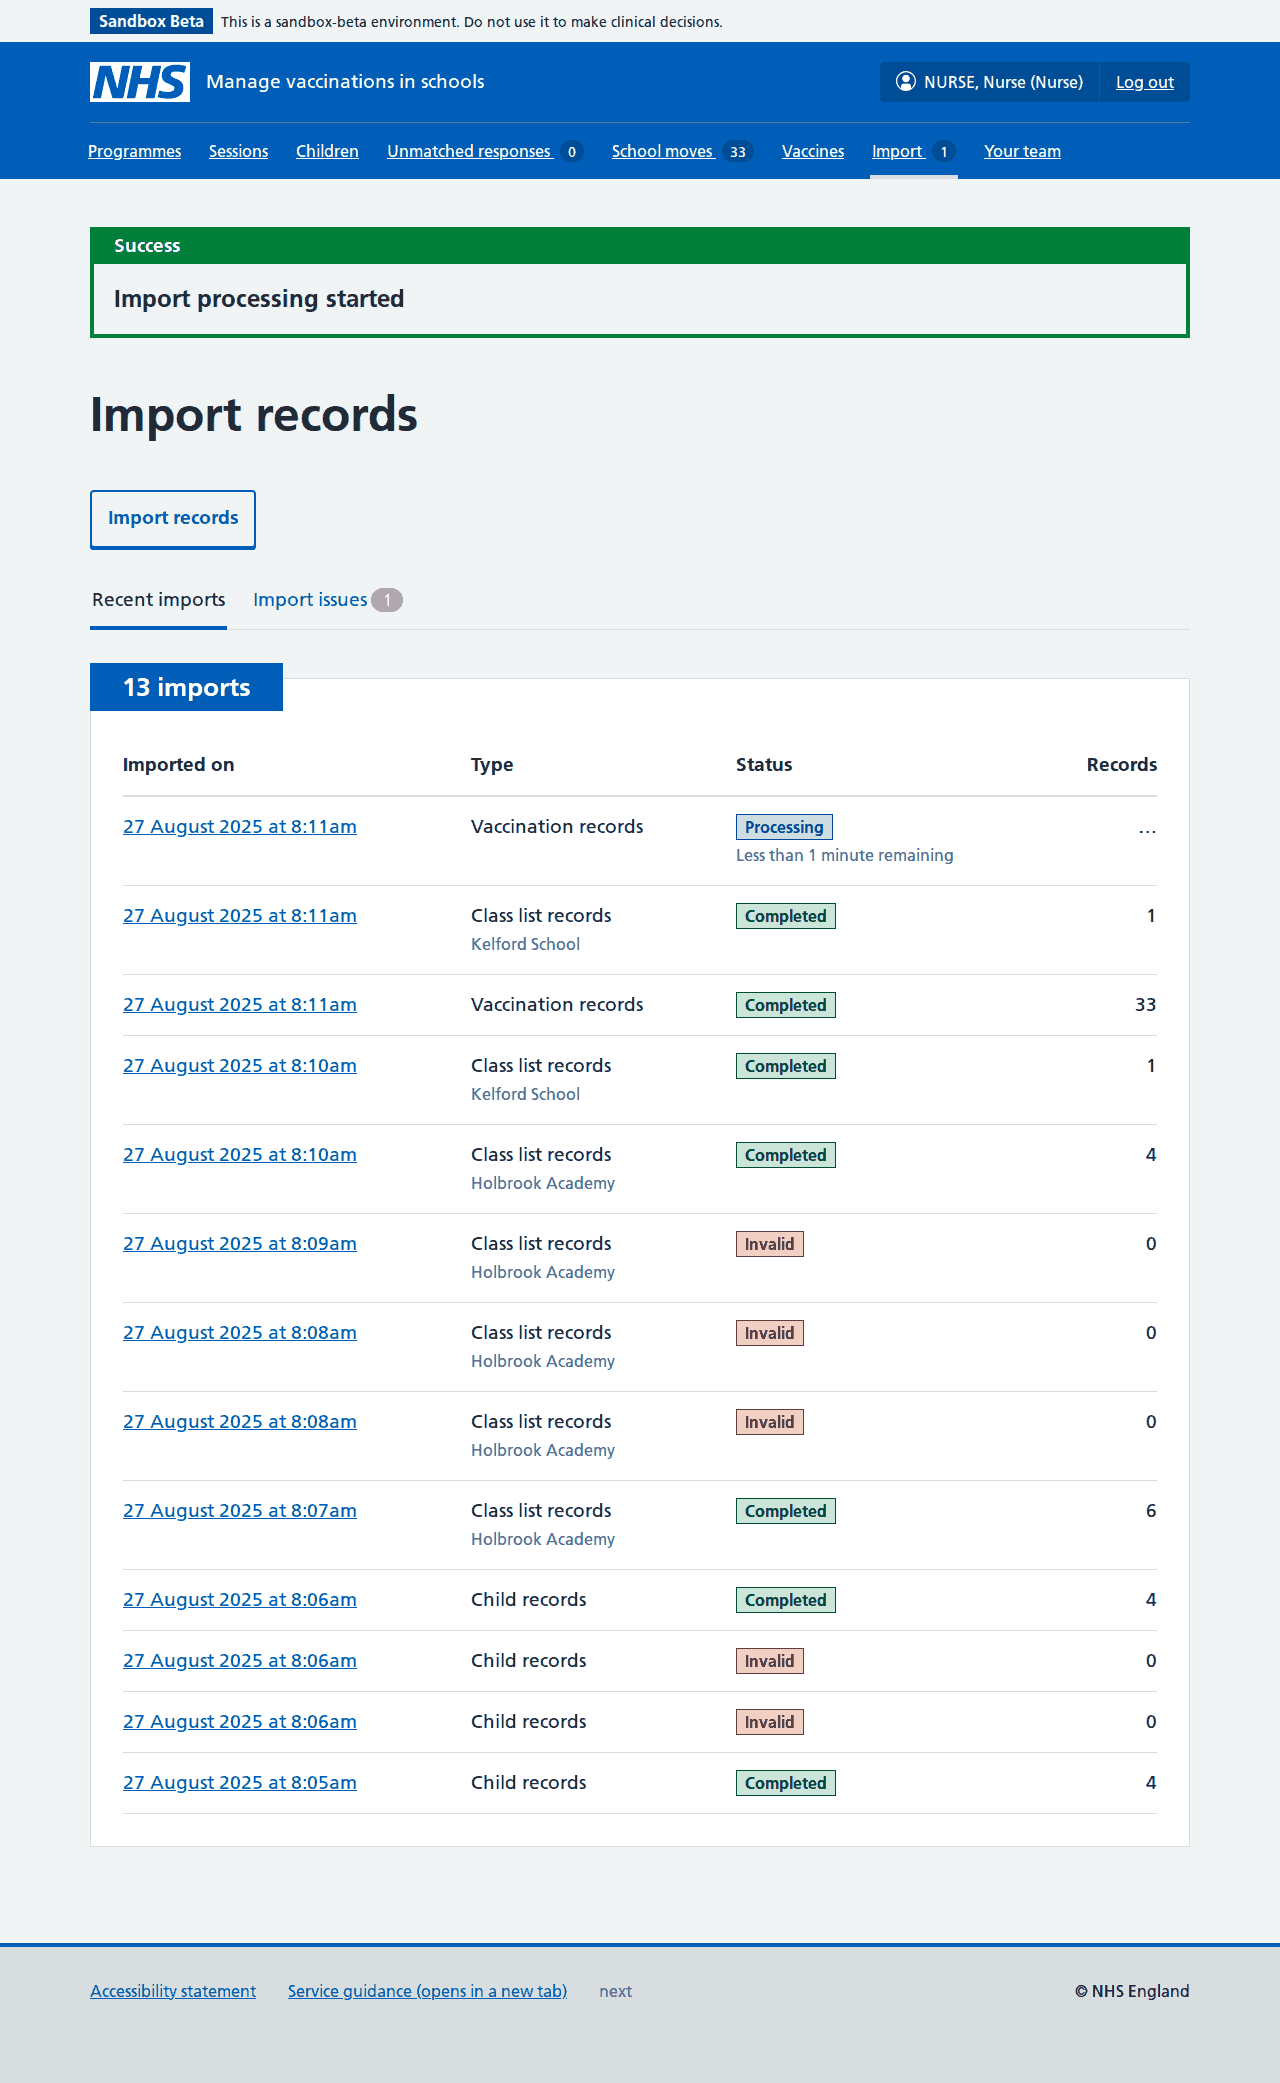 Sandbox Beta This is a sandbox-beta environment. Do not use it to make clinical decisions.
NHS Manage vaccinations in schools NURSE, Nurse (Nurse) Log out
Programmes Sessions Children Unmatched responses 0 School moves 33 Vaccines Import 1 Your team
Success
Import processing started
Import records
Import records
Recent imports Import issues 1
13 imports
Imported on Type Status Records
27 August 2025 at 8:11am Vaccination records Processing ...
Less than 1 minute remaining
27 August 2025 at 8:11am Class list records Completed 1
Kelford School
27 August 2025 at 8:11am Vaccination records Completed 33
27 August 2025 at 8:10am Class list records Completed 1
Kelford School
27 August 2025 at 8:10am Class list records Completed 4
Holbrook Academy
27 August 2025 at 8:09am Class list records Invalid 0
Holbrook Academy
27 August 2025 at 8:08am Class list records Invalid 0
Holbrook Academy
27 August 2025 at 8:08am Class list records Invalid 0
Holbrook Academy
27 August 2025 at 8:07am Class list records Completed 6
Holbrook Academy
27 August 2025 at 8:06am Child records Completed 4
27 August 2025 at 8:06am Child records Invalid 0
27 August 2025 at 8:06am Child records Invalid 0
27 August 2025 at 8:05am Child records Completed 4
Accessibility statement Service guidance (opens in a new tab) next © NHS England